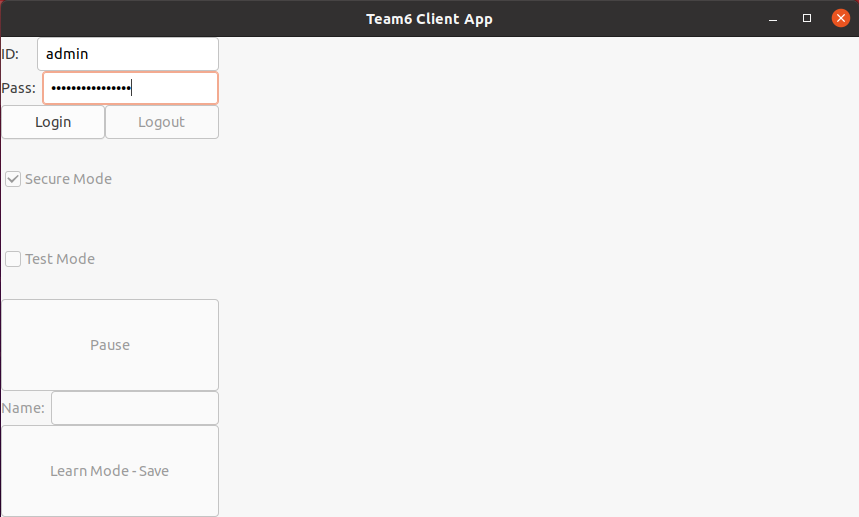 Team6 Client App
ID: admin
Pass: ••••••••••••••••
Login Logout
Secure Mode
Test Mode
Pause
Name:
Learn Mode - Save